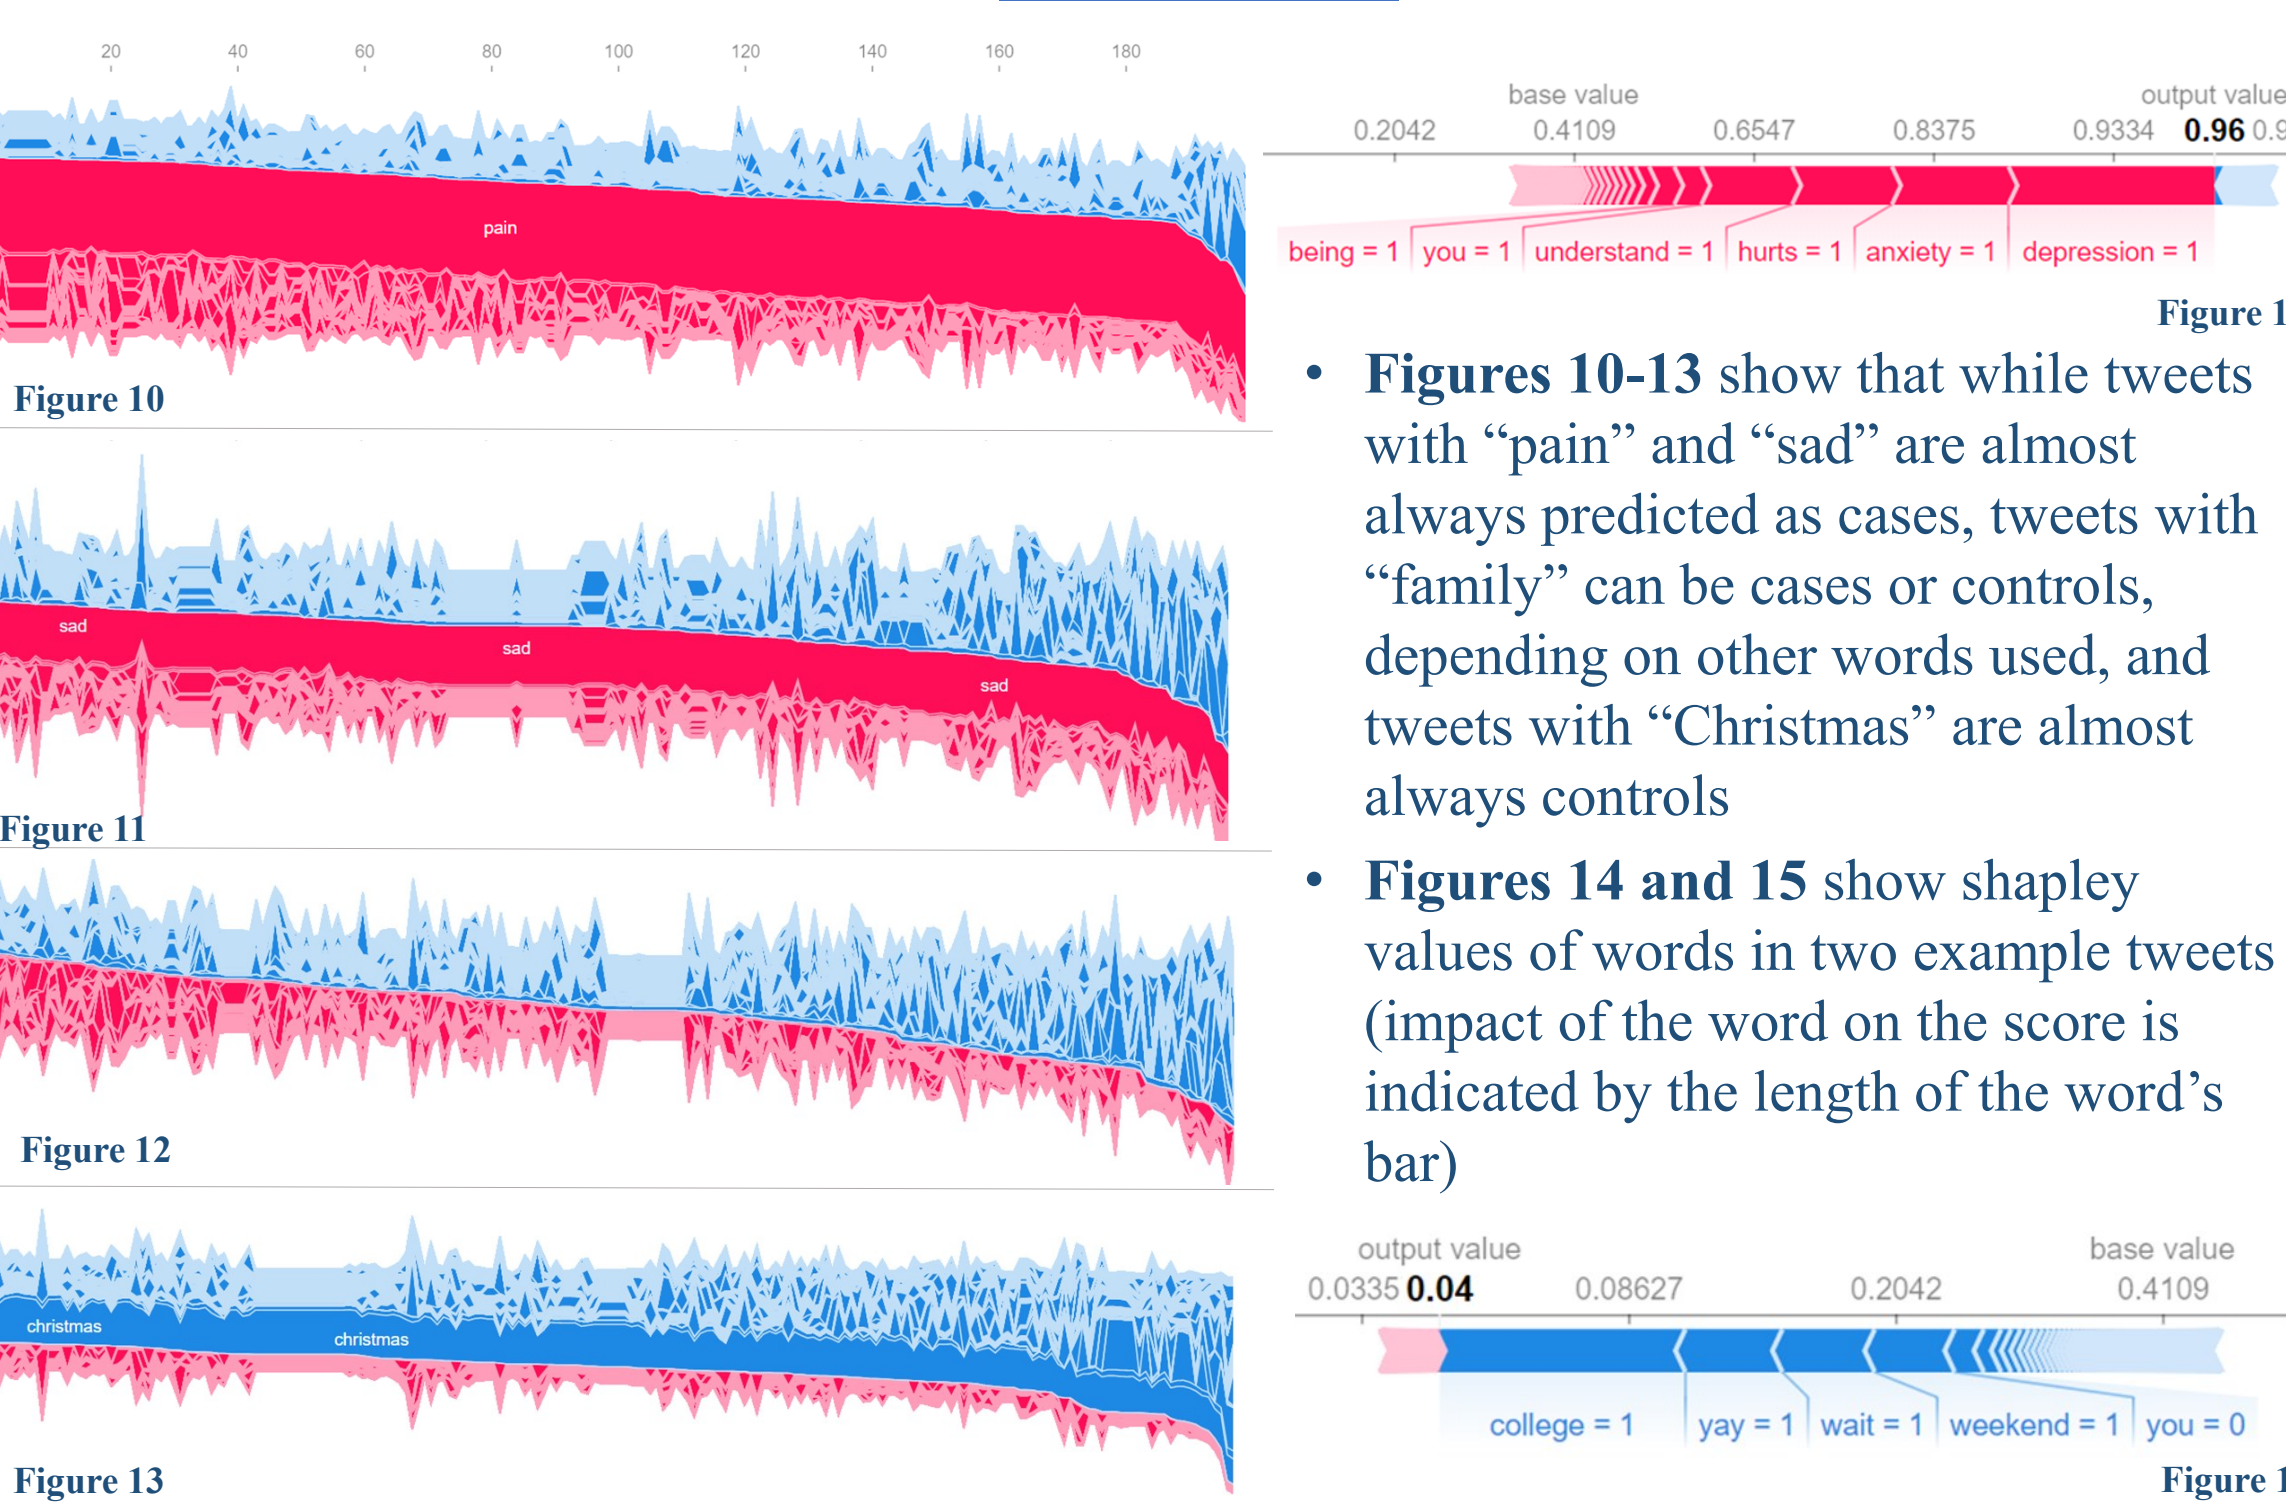 20 40 60 80 100 120 140 160 180
pain
Figure 10
sad
sad
sad
Figure 11
Figure 12
christmas
christmas
Figure 13
base value output value
0.2042 0.4109 0.6547 0.8375 0.9334 0.96 0.9
being = 1 you = 1 understand = 1 hurts = 1 anxiety = 1 depression = 1
Figure 1
• Figures 10-13 show that while tweets
with “pain” and “sad” are almost
always predicted as cases, tweets with
“family” can be cases or controls,
depending on other words used, and
tweets with “Christmas” are almost
always controls
• Figures 14 and 15 show shapley
values of words in two example tweets
(impact of the word on the score is
indicated by the length of the word’s
bar)
output value base value
0.0335 0.04 0.08627 0.2042 0.4109
college = 1 yay = 1 wait = 1 weekend = 1 you = 0
Figure 1